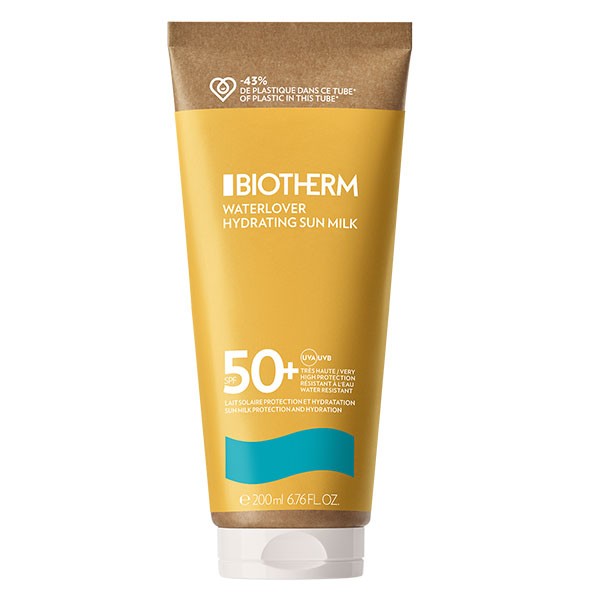 -43%
DE PLASTIQUE DANS CE TUBE*
OF PLASTIC IN THIS TUBE*
BIOTHERM
WATERLOVER
HYDRATING SUN MILK
SPF 50+
UVA UVB
TRÈS HAUTE / VERY
HIGH PROTECTION
RÉSISTANT À L'EAU
WATER RESISTANT
LAIT SOLAIRE PROTECTION ET HYDRATATION
SUN MILK PROTECTION AND HYDRATION
e 200 ml 6.76 FL. OZ.